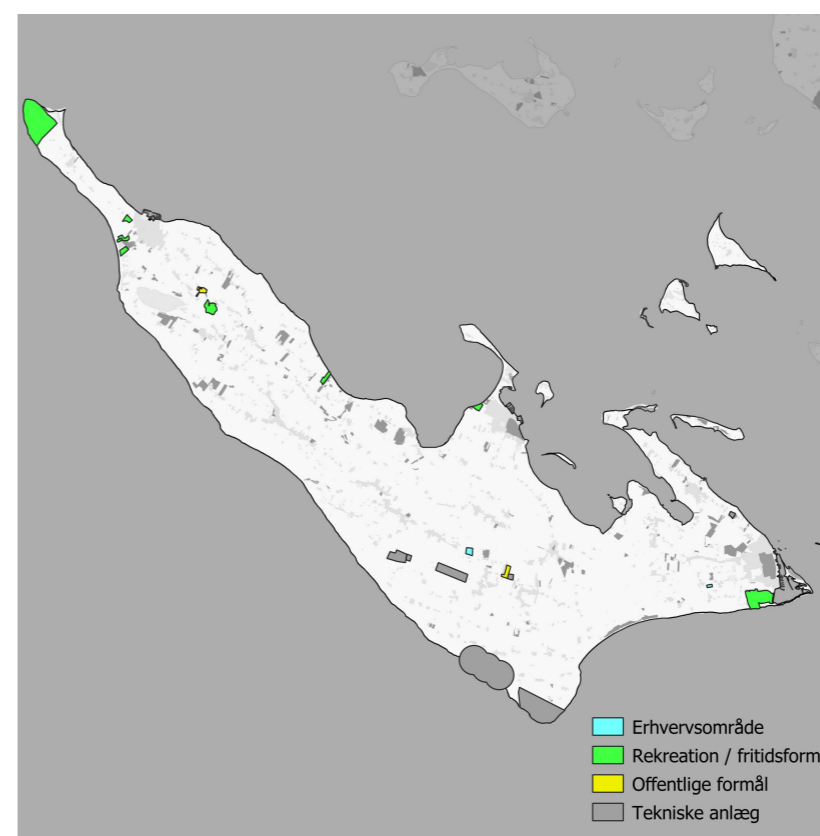 Erhvervsområde
Rekreation / fritidsform
Offentlige formål
Tekniske anlæg